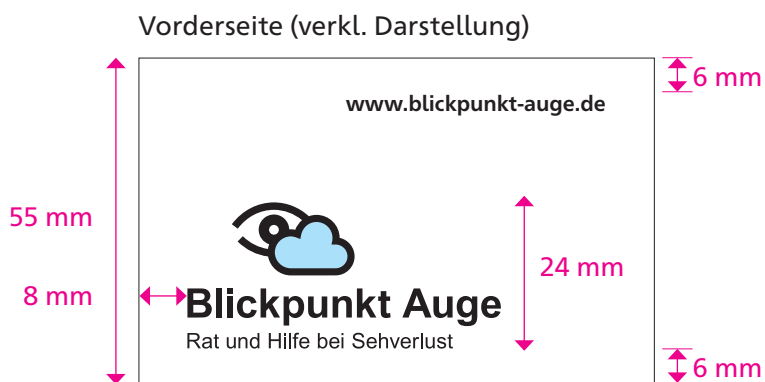 Vorderseite (verkl. Darstellung)
6 mm
www.blickpunkt-auge.de
55 mm
24 mm
8 mm
Blickpunkt Auge
Rat und Hilfe bei Sehverlust
6 mm